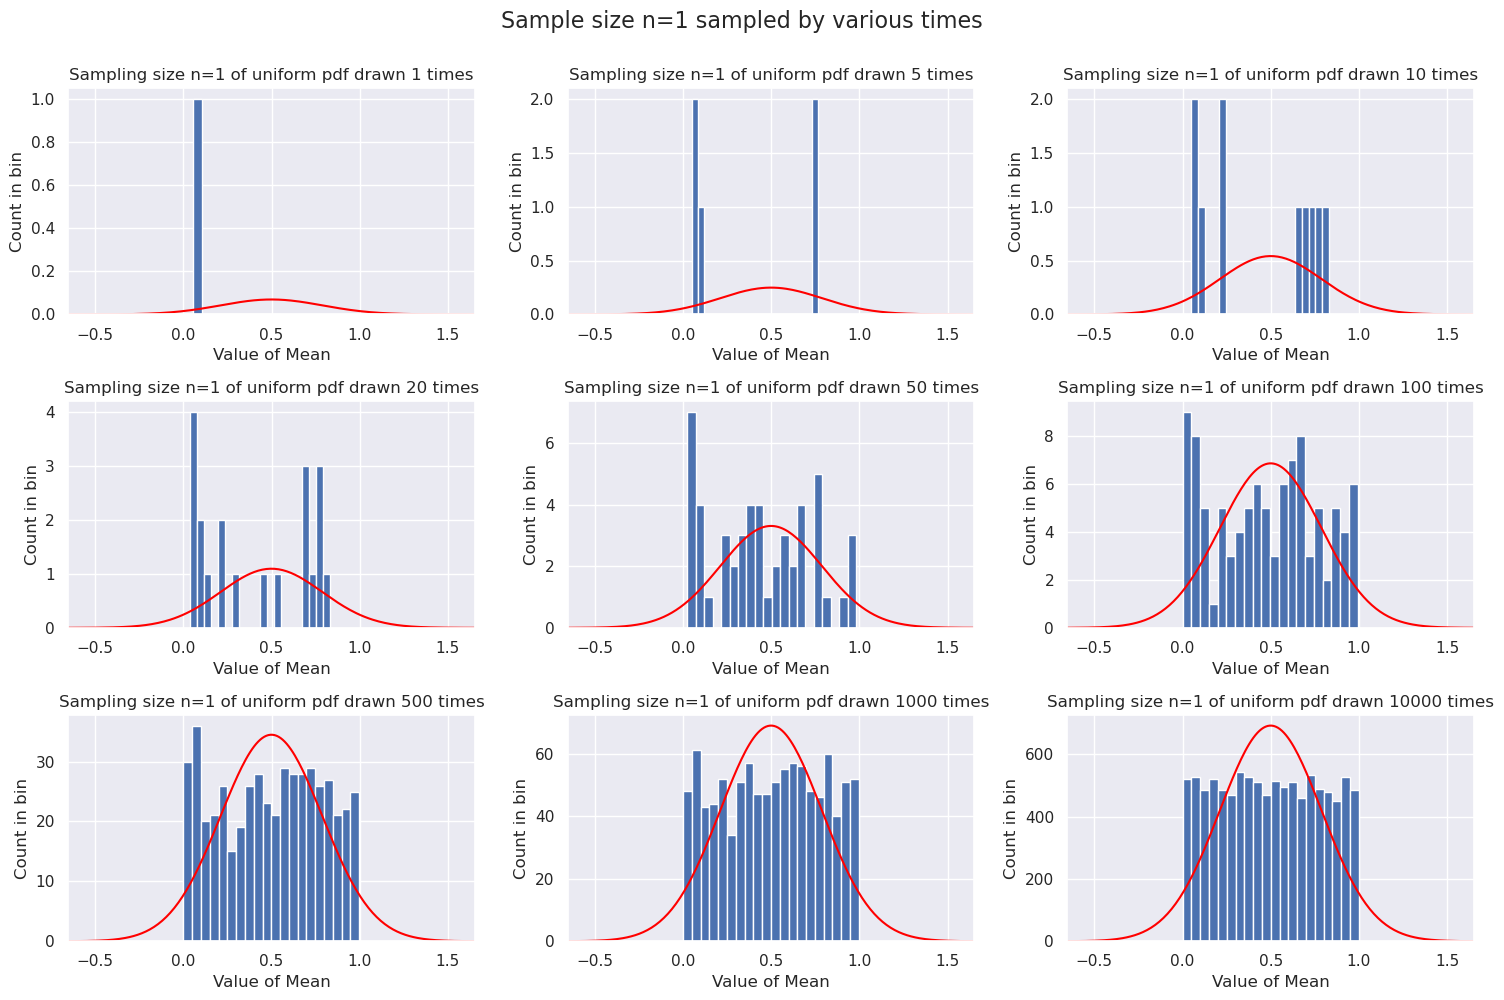 Sample size n=1 sampled by various times
Sampling size n=1 of uniform pdf drawn 1 times
Count in bin
1.0
0.8
0.6
0.4
0.2
0.0
−0.5 0.0 0.5 1.0 1.5
Value of Mean
Sampling size n=1 of uniform pdf drawn 5 times
Count in bin
2.0
1.5
1.0
0.5
0.0
−0.5 0.0 0.5 1.0 1.5
Value of Mean
Sampling size n=1 of uniform pdf drawn 10 times
Count in bin
2.0
1.5
1.0
0.5
0.0
−0.5 0.0 0.5 1.0 1.5
Value of Mean
Sampling size n=1 of uniform pdf drawn 20 times
Count in bin
4
3
2
1
0
−0.5 0.0 0.5 1.0 1.5
Value of Mean
Sampling size n=1 of uniform pdf drawn 50 times
Count in bin
6
4
2
0
−0.5 0.0 0.5 1.0 1.5
Value of Mean
Sampling size n=1 of uniform pdf drawn 100 times
Count in bin
8
6
4
2
0
−0.5 0.0 0.5 1.0 1.5
Value of Mean
Sampling size n=1 of uniform pdf drawn 500 times
Count in bin
30
20
10
0
−0.5 0.0 0.5 1.0 1.5
Value of Mean
Sampling size n=1 of uniform pdf drawn 1000 times
Count in bin
60
40
20
0
−0.5 0.0 0.5 1.0 1.5
Value of Mean
Sampling size n=1 of uniform pdf drawn 10000 times
Count in bin
600
400
200
0
−0.5 0.0 0.5 1.0 1.5
Value of Mean